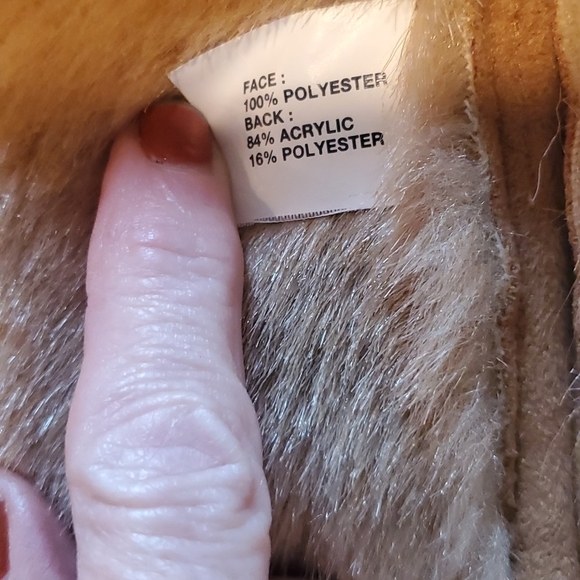 FACE :
100% POLYESTER
BACK :
84% ACRYLIC
16% POLYESTER